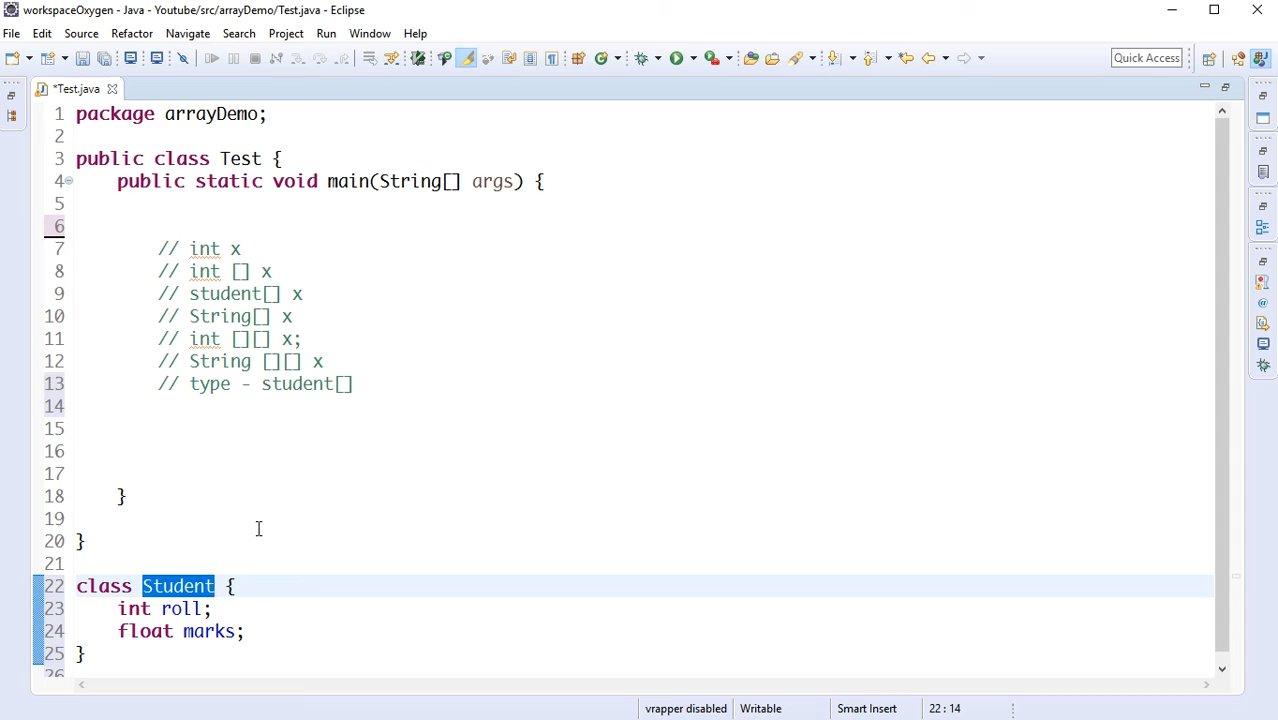 workspaceOxygen - Java - Youtube/src/arrayDemo/Test.java - Eclipse
File Edit Source Refactor Navigate Search Project Run Window Help
Quick Access
*Test.java
1 package arrayDemo;
2
3 public class Test {
4 public static void main(String[] args) {
5
6
7 // int x
8 // int [] x
9 // student[] x
10 // String[] x
11 // int [][] x;
12 // String [][] x
13 // type - student[]
14
15
16
17
18 }
19
20 }
21
22 class Student {
23 int roll;
24 float marks;
25 }
26
vrapper disabled Writable Smart Insert 22 : 14